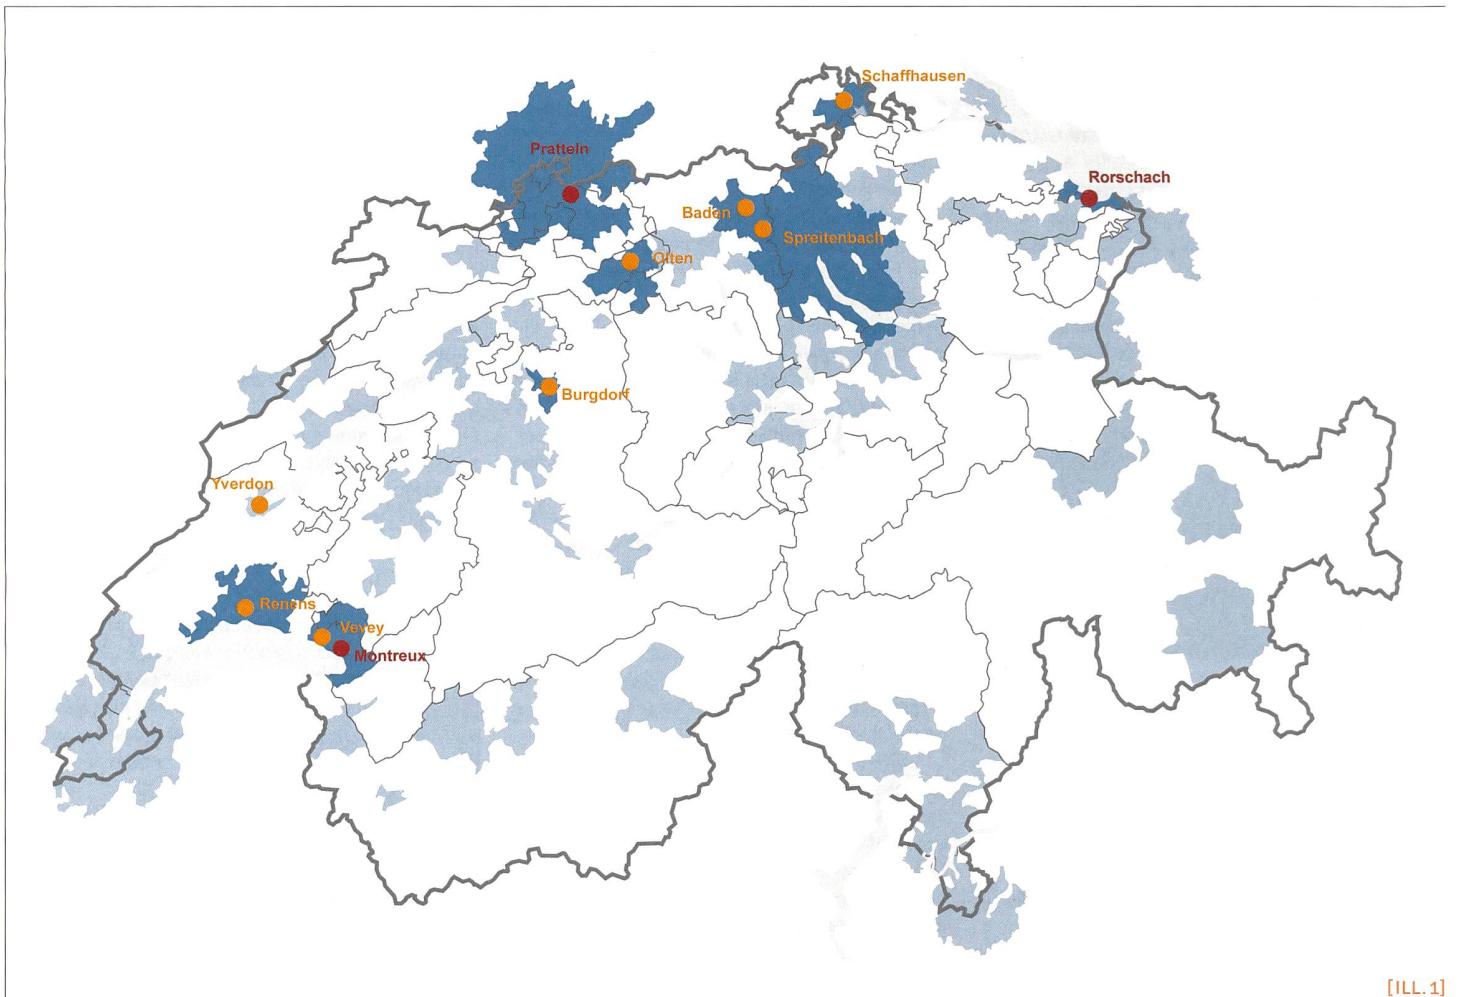 Schaffhausen
Pratteln
Rorschach
Baden
Spreitenbach
Olten
Burgdorf
Yverdon
Renens
Vevey
Montreux
[ILL. 1]